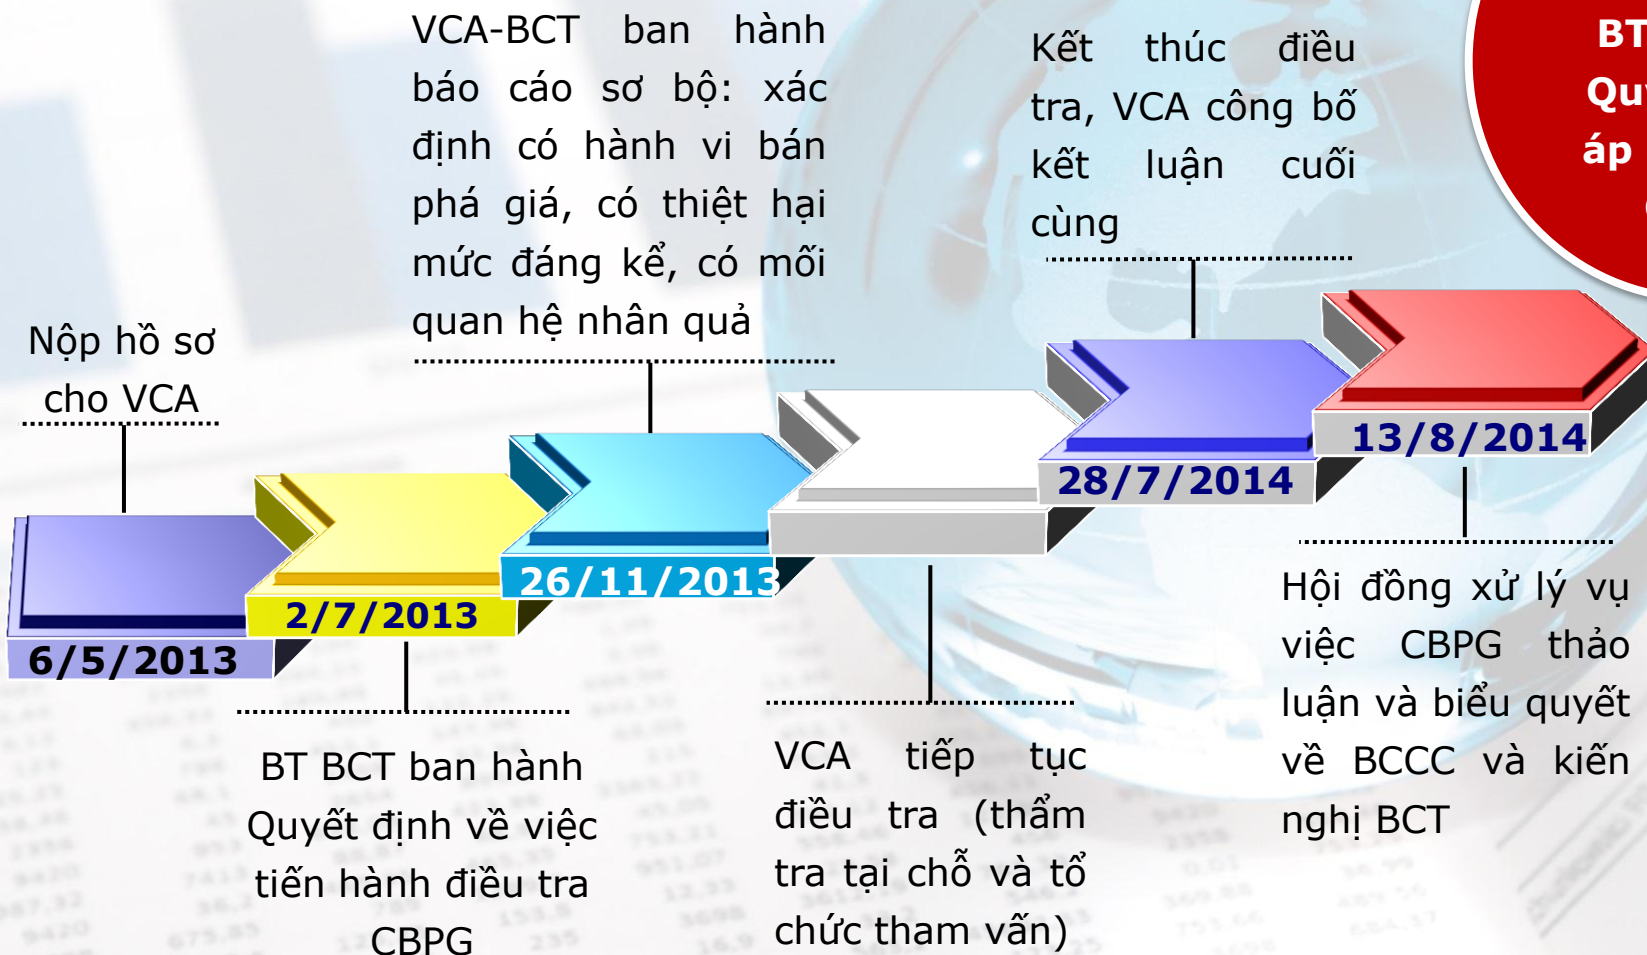 Nộp hồ sơ
cho VCA
6/5/2013
2/7/2013
BT BCT ban hành
Quyết định về việc
tiến hành điều tra
CBPG
VCA-BCT ban hành
báo cáo sơ bộ: xác
định có hành vi bán
phá giá, có thiệt hại
mức đáng kể, có mối
quan hệ nhân quả
26/11/2013
VCA tiếp tục
điều tra (thẩm
tra tại chỗ và tổ
chức tham vấn)
Kết thúc điều
tra, VCA công bố
kết luận cuối
cùng
28/7/2014
13/8/2014
Hội đồng xử lý vụ
việc CBPG thảo
luận và biểu quyết
về BCCC và kiến
nghị BCT
BT
áp